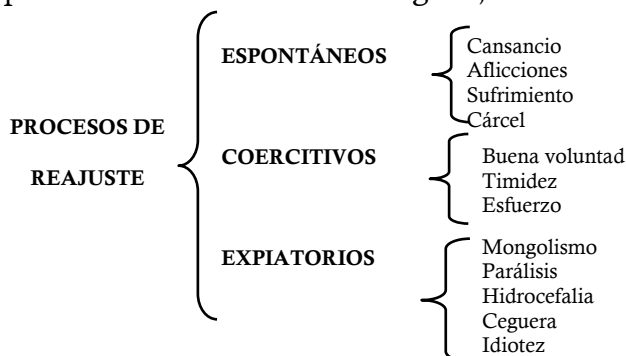 ESPONTÁNEOS
Cansancio
Aflicciones
Sufrimiento
Cárcel
PROCESOS DE
REAJUSTE
COERCITIVOS
Buena voluntad
Timidez
Esfuerzo
EXPIATORIOS
Mongolismo
Parálisis
Hidrocefalia
Ceguera
Idiotez